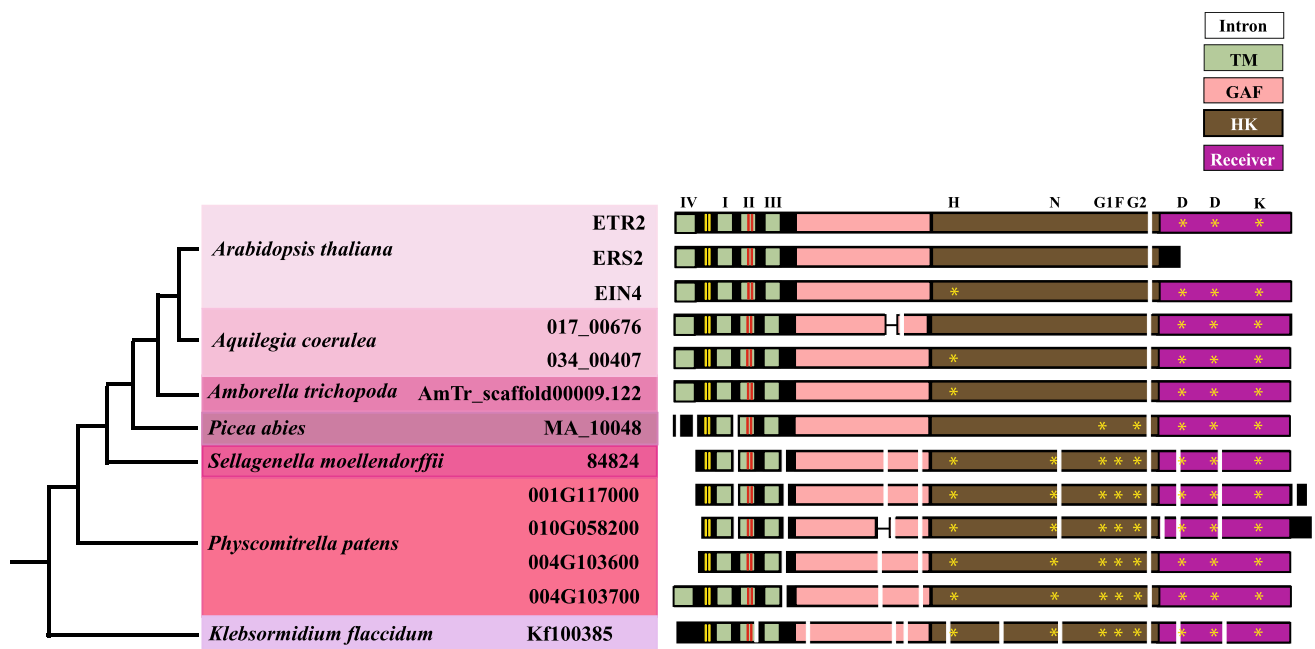 Intron
TM
GAF
HK
Receiver
IV I II III H N G1 F G2 D D K
ETR2
Arabidopsis thaliana
ERS2
EIN4
017_00676
Aquilegia coerulea
034_00407
Amborella trichopoda AmTr_scaffold00009.122
Picea abies MA_10048
Sellagenella moellendorffii 84824
001G117000
010G058200
Physcomitrella patens
004G103600
004G103700
Klebsormidium flaccidum Kf100385